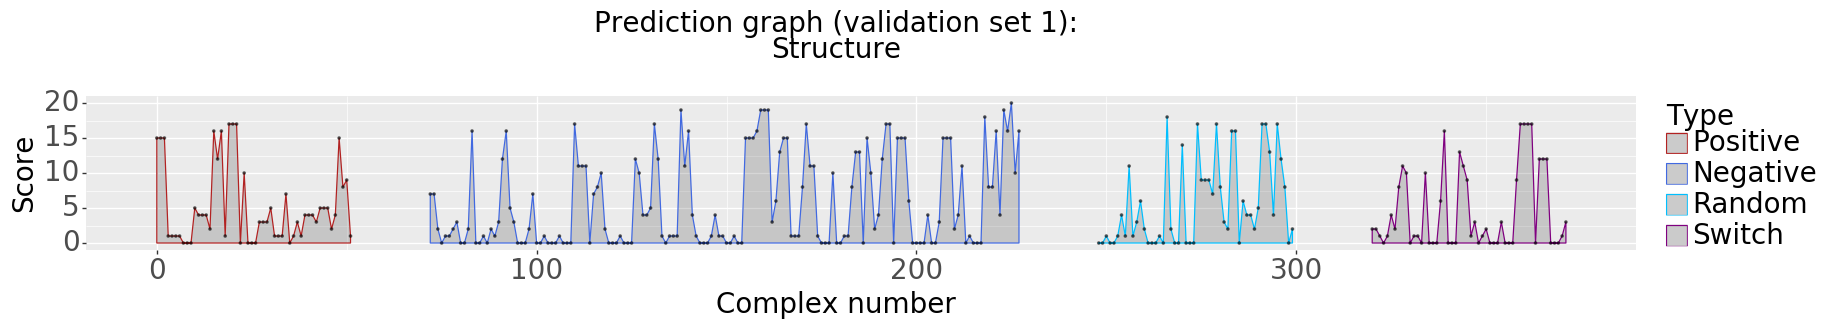 Prediction graph (validation set 1):
Structure
20
15
10
5
0
Score
0 100 200 300
Complex number
Type
Positive
Negative
Random
Switch